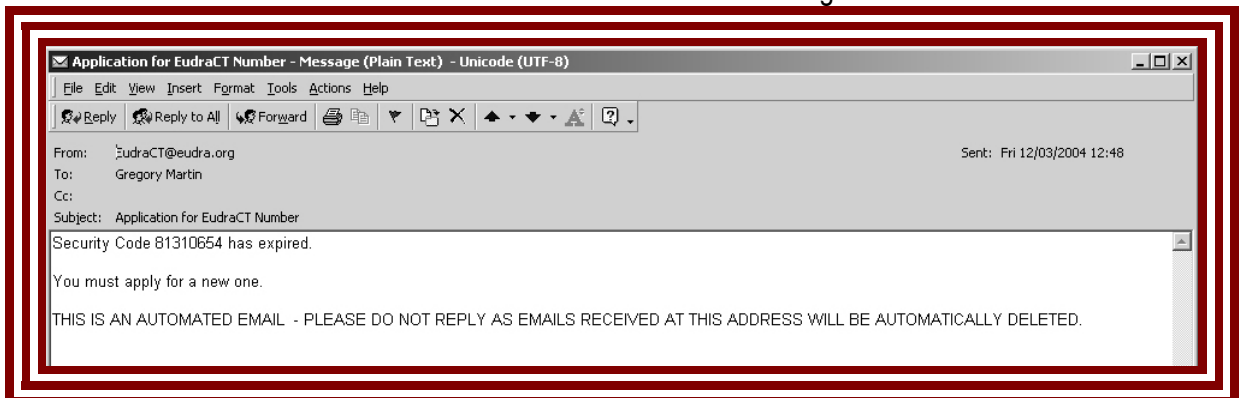 Application for EudraCT Number - Message (Plain Text) - Unicode (UTF-8)
File Edit View Insert Format Tools Actions Help
Reply Reply to All Forward
From: EudraCT@eudra.org Sent: Fri 12/03/2004 12:48
To: Gregory Martin
Cc:
Subject: Application for EudraCT Number
Security Code 81310654 has expired.
You must apply for a new one.
THIS IS AN AUTOMATED EMAIL - PLEASE DO NOT REPLY AS EMAILS RECEIVED AT THIS ADDRESS WILL BE AUTOMATICALLY DELETED.